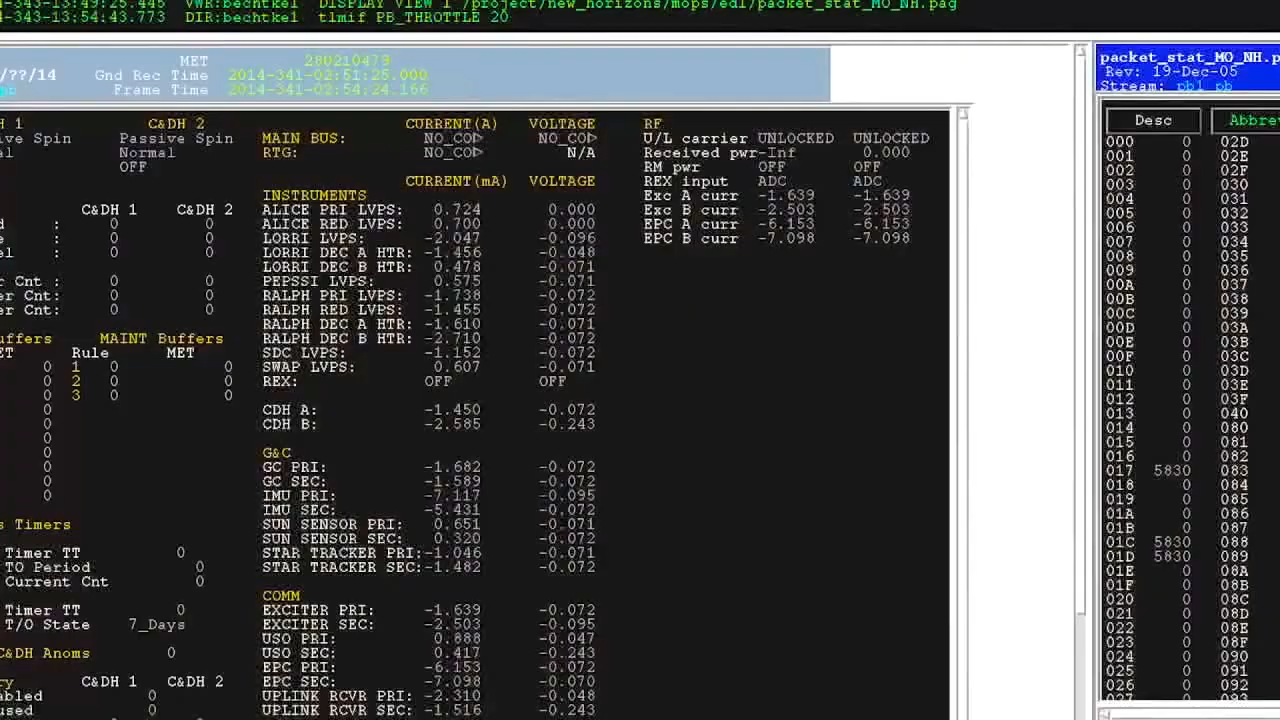 -343-13:49:25.445 VWR:bechtke1 DISPLAY VIEW 1 /project/new_horizons/mops/edl/packet_stat_MO_NH.pag
4-343-13:54:43.773 DIR:bechtke1 tlmif PB_THROTTLE 20
MET 280210479
/??/14 Gnd Rec Time 2014-341-02:51:25.000
Frame Time 2014-341-02:54:24.166
packet_stat_MO_NH.p
Rev: 19-Dec-05
Stream: pb1 pb
H 1 C&DH 2
ve Spin Passive Spin
al Normal
OFF
C&DH 1 C&DH 2
d : 0 0
e : 0 0
el : 0 0
c Cnt : 0 0
er Cnt: 0 0
er Cnt: 0 0
uffers MAINT Buffers
ET Rule MET
0 1 0 0
0 2 0 0
0 3 0 0
0
0
0
0
0
0
0
s Timers
Timer TT 0
TO Period 0
Current Cnt 0
Timer TT 0
T/O State 7_Days
C&DH Anoms 0
ry C&DH 1 C&DH 2
abled 0 0
used 0 0
CURRENT(A) VOLTAGE
MAIN BUS: NO_CO NO_CO
RTG: NO_CO N/A
CURRENT(mA) VOLTAGE
INSTRUMENTS
ALICE PRI LVPS: 0.724 0.000
ALICE RED LVPS: 0.700 0.000
LORRI LVPS: -2.047 -0.096
LORRI DEC A HTR: -1.456 -0.048
LORRI DEC B HTR: 0.478 -0.071
PEPSSI LVPS: 0.575 -0.071
RALPH PRI LVPS: -1.738 -0.072
RALPH RED LVPS: -1.455 -0.072
RALPH DEC A HTR: -1.610 -0.071
RALPH DEC B HTR: -2.710 -0.072
SDC LVPS: -1.152 -0.072
SWAP LVPS: 0.607 -0.071
REX: OFF OFF
CDH A: -1.450 -0.072
CDH B: -2.585 -0.243
G&C
GC PRI: -1.682 -0.072
GC SEC: -1.589 -0.072
IMU PRI: -7.117 -0.095
IMU SEC: -5.431 -0.072
SUN SENSOR PRI: 0.651 -0.071
SUN SENSOR SEC: 0.320 -0.072
STAR TRACKER PRI:-1.046 -0.071
STAR TRACKER SEC:-1.482 -0.072
COMM
EXCITER PRI: -1.639 -0.072
EXCITER SEC: -2.503 -0.095
USO PRI: 0.888 -0.047
USO SEC: 0.417 -0.243
EPC PRI: -6.153 -0.072
EPC SEC: -7.098 -0.070
UPLINK RCVR PRI: -2.310 -0.048
UPLINK RCVR SEC: -1.516 -0.243
RF
U/L carrier UNLOCKED UNLOCKED
Received pwr-Inf 0.000
RM pwr OFF OFF
REX input ADC ADC
Exc A curr -1.639 -1.639
Exc B curr -2.503 -2.503
EPC A curr -6.153 -6.153
EPC B curr -7.098 -7.098
Desc Abbrev
000 0 02D
001 0 02E
002 0 02F
003 0 030
004 0 031
005 0 032
006 0 033
007 0 034
008 0 035
009 0 036
00A 0 037
00B 0 038
00C 0 039
00D 0 03A
00E 0 03B
00F 0 03C
010 0 03D
011 0 03E
012 0 03F
013 0 040
014 0 080
015 0 081
016 0 082
017 5830 083
018 0 084
019 0 085
01A 0 086
01B 0 087
01C 5830 088
01D 5830 089
01E 0 08A
01F 0 08B
020 0 08C
021 0 08D
022 0 08E
023 0 08F
024 0 090
025 0 091
026 0 092